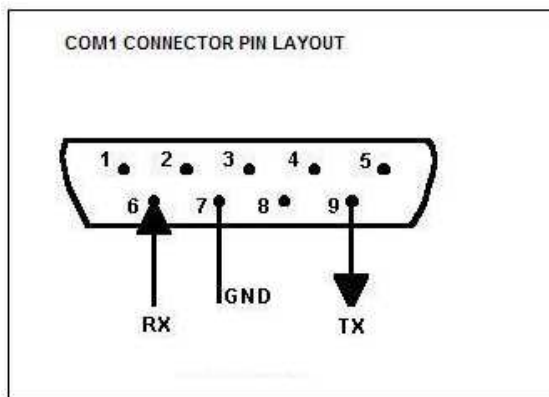 COM1 CONNECTOR PIN LAYOUT
1 2 3 4 5
6 7 8 9
GND
RX TX